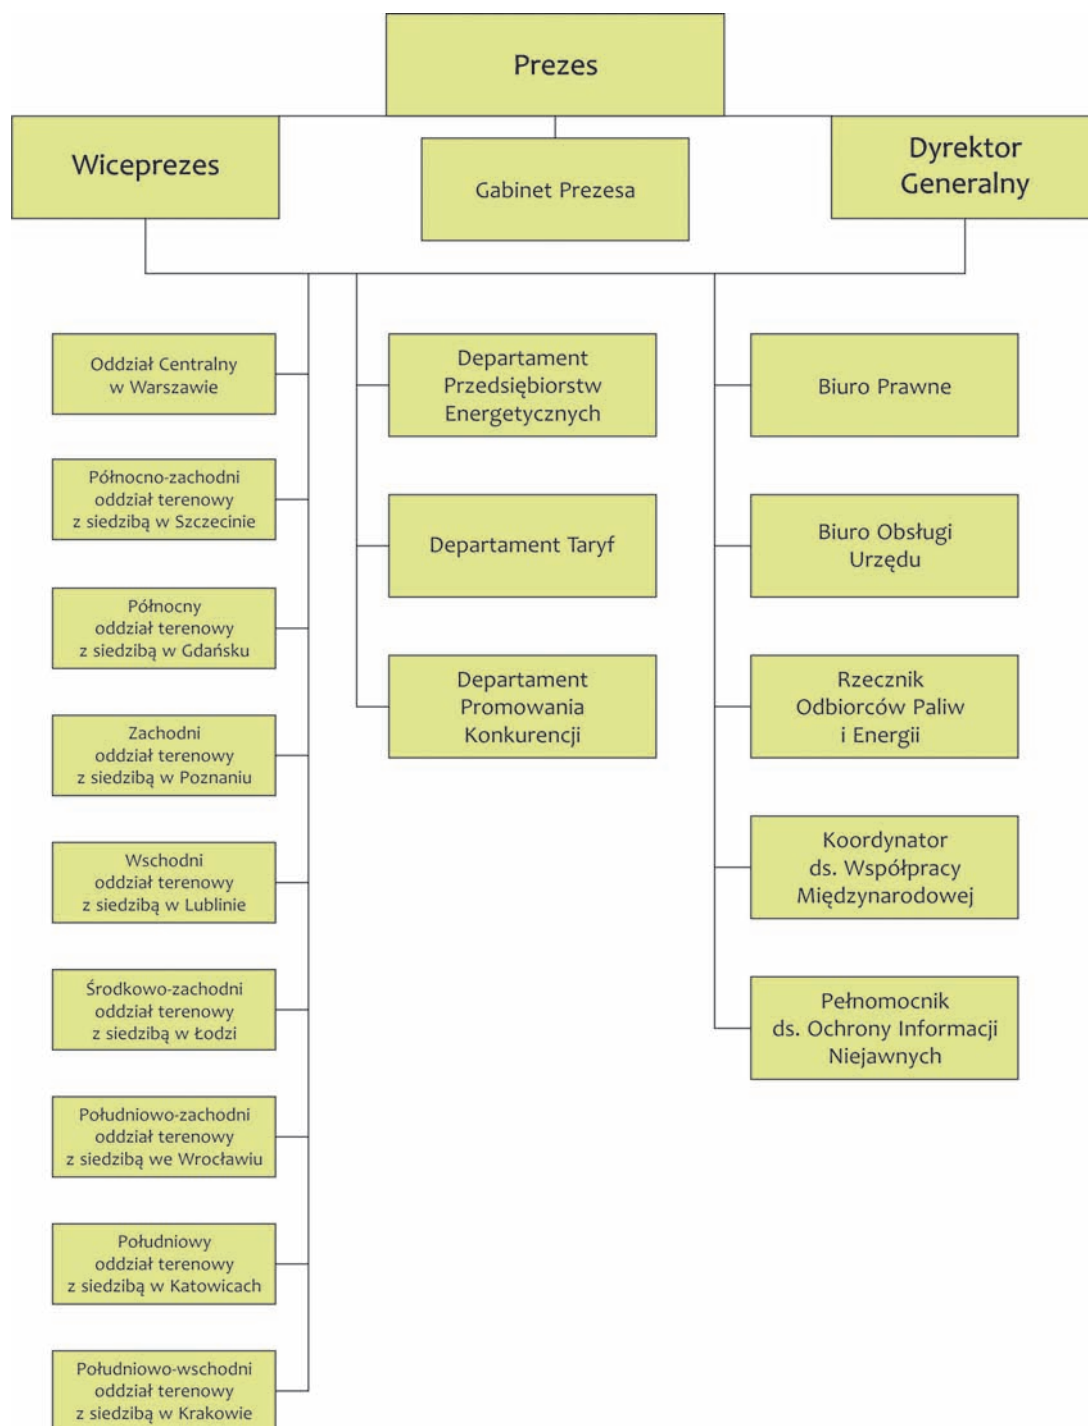 Prezes
Wiceprezes
Gabinet Prezesa
Dyrektor
Generalny
Oddział Centralny
w Warszawie
Północno-zachodni
oddział terenowy
z siedzibą w Szczecinie
Północny
oddział terenowy
z siedzibą w Gdańsku
Zachodni
oddział terenowy
z siedzibą w Poznaniu
Wschodni
oddział terenowy
z siedzibą w Lublinie
Środkowo-zachodni
oddział terenowy
z siedzibą w Łodzi
Południowo-zachodni
oddział terenowy
z siedzibą we Wrocławiu
Południowy
oddział terenowy
z siedzibą w Katowicach
Południowo-wschodni
oddział terenowy
z siedzibą w Krakowie
Departament
Przedsiębiorstw
Energetycznych
Departament Taryf
Departament
Promowania
Konkurencji
Biuro Prawne
Biuro Obsługi
Urzędu
Rzecznik
Odbiorców Paliw
i Energii
Koordynator
ds. Współpracy
Międzynarodowej
Pełnomocnik
ds. Ochrony Informacji
Niejawnych